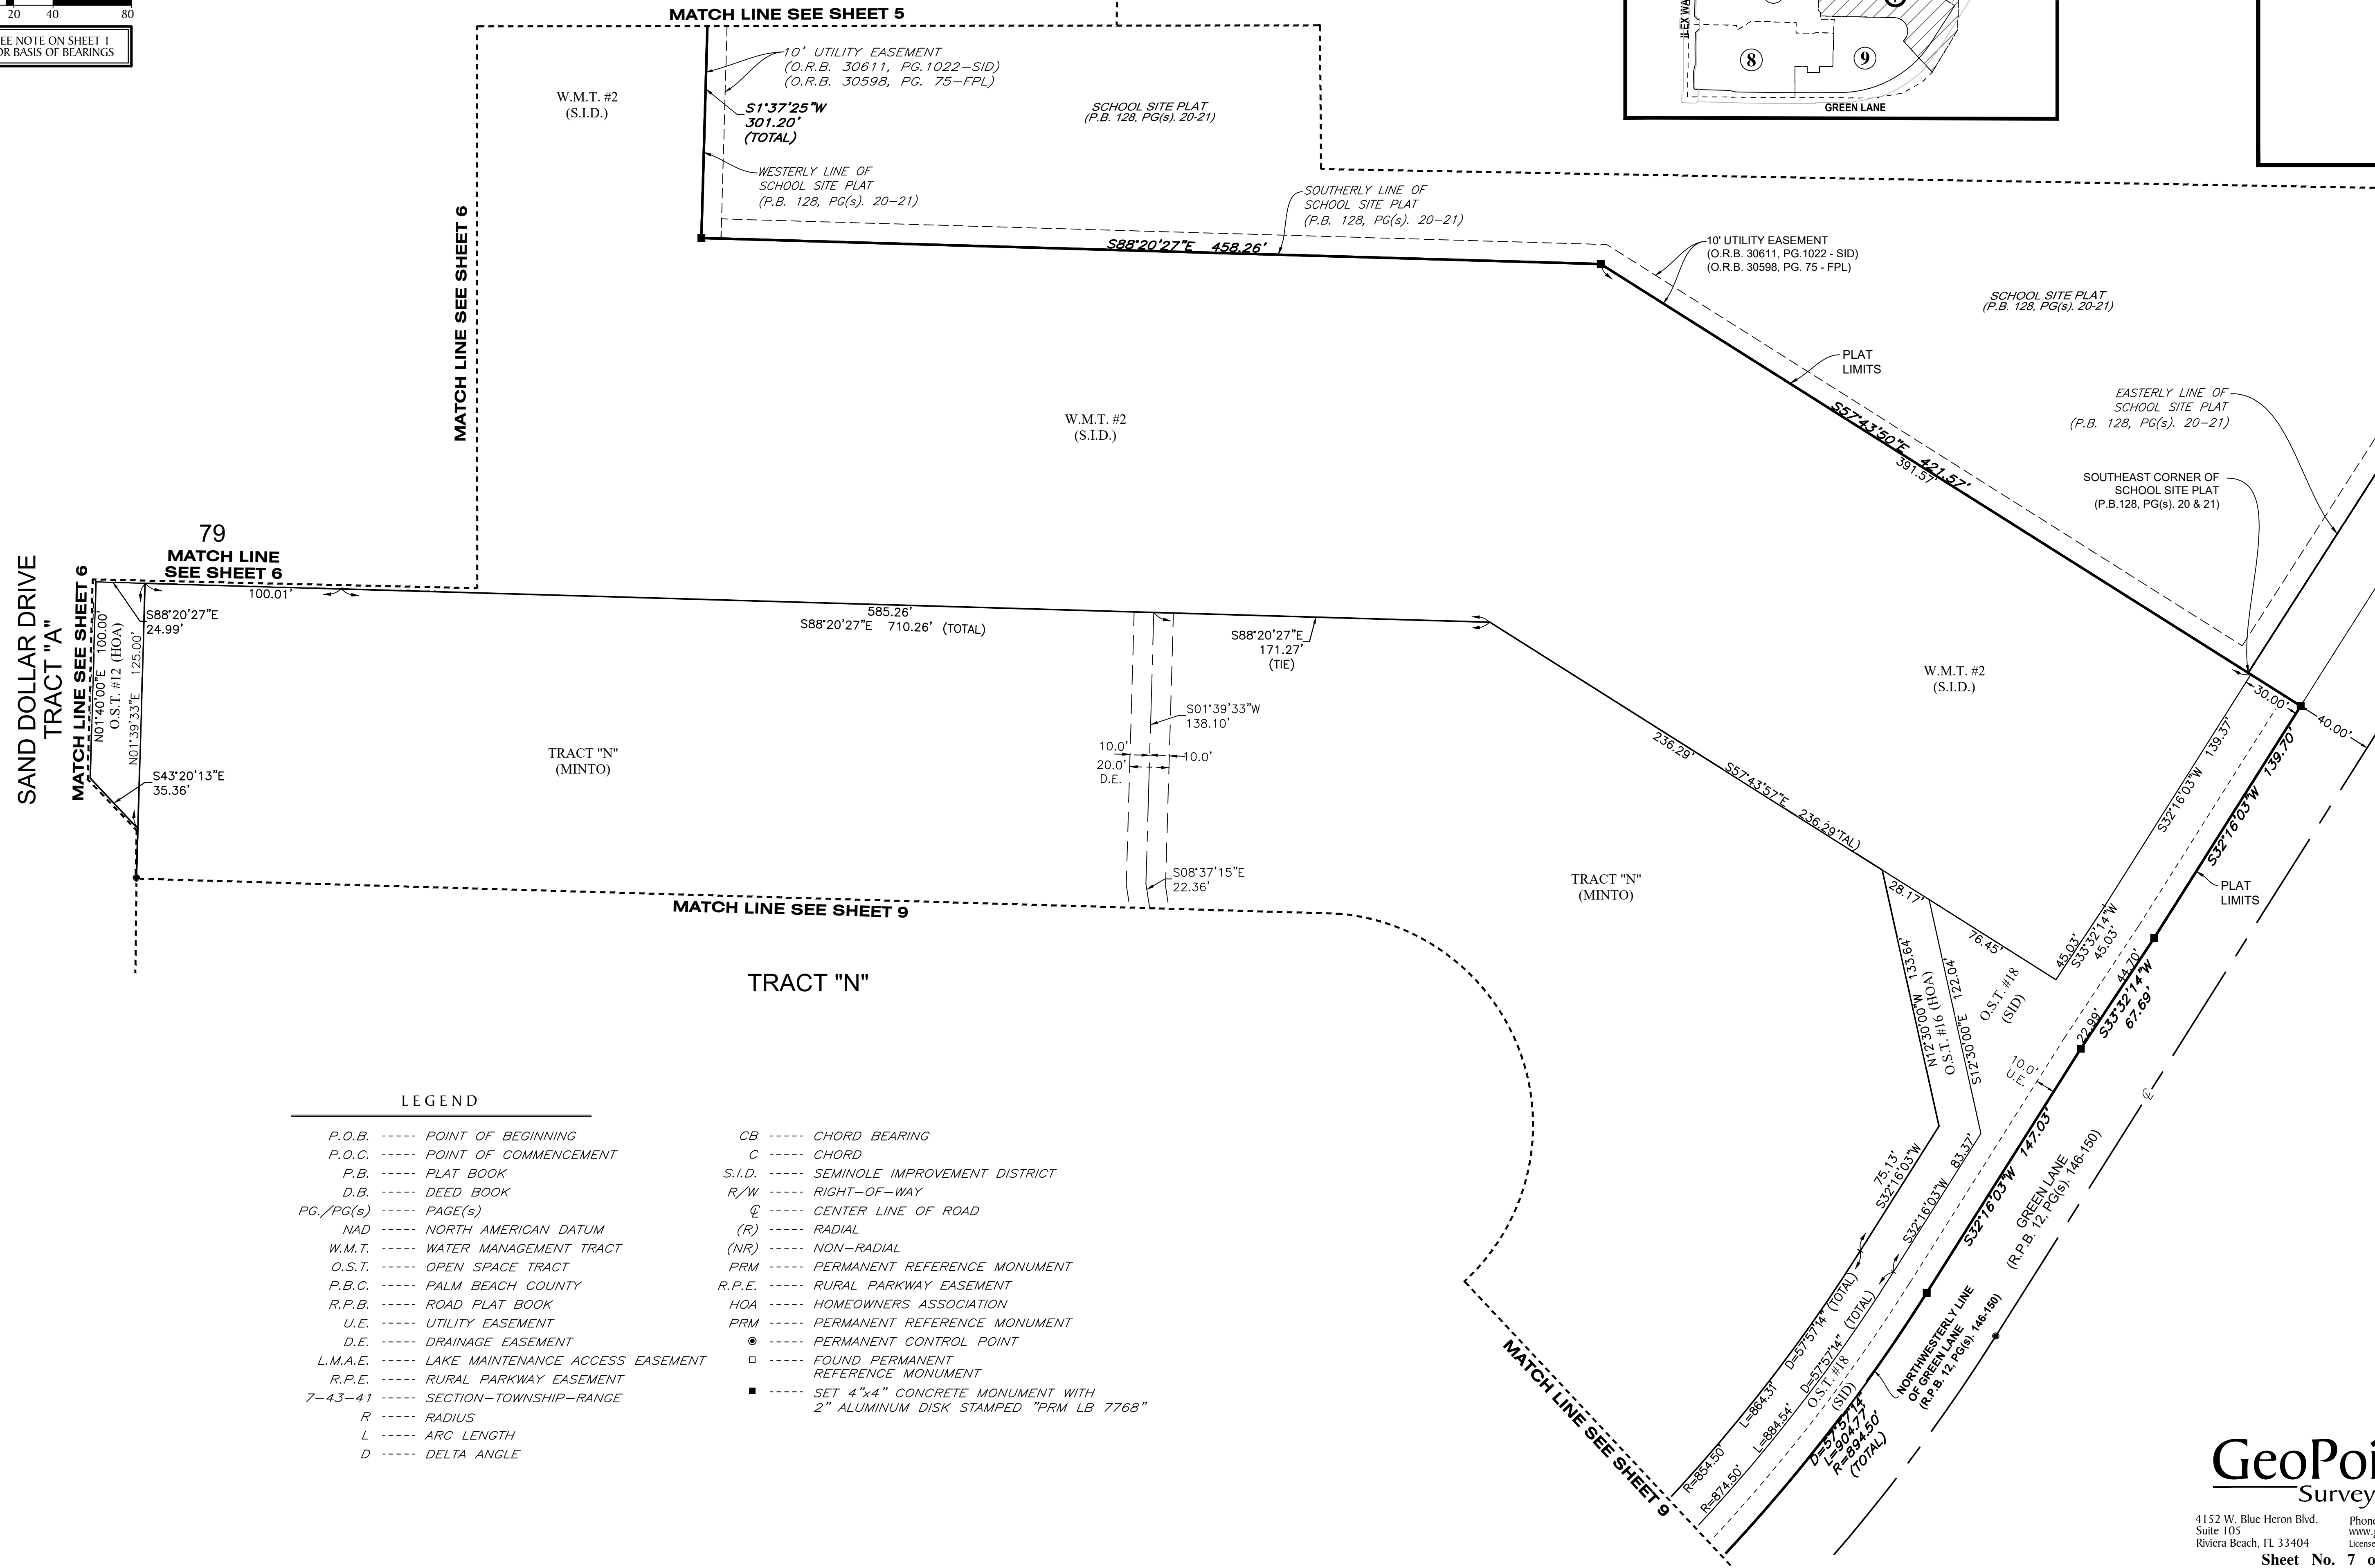 20 40 80
SEE NOTE ON SHEET 1
FOR BASIS OF BEARINGS
MATCH LINE SEE SHEET 5
10' UTILITY EASEMENT
(O.R.B. 30611, PG.1022-SID)
(O.R.B. 30598, PG. 75-FPL)
W.M.T. #2
(S.I.D.)
S1°37'25"W
301.20'
(TOTAL)
SCHOOL SITE PLAT
(P.B. 128, PG(s). 20-21)
8
9
GREEN LANE
WESTERLY LINE OF
SCHOOL SITE PLAT
(P.B. 128, PG(s). 20-21)
SOUTHERLY LINE OF
SCHOOL SITE PLAT
(P.B. 128, PG(s). 20-21)
S88°20'27"E 458.26'
10' UTILITY EASEMENT
(O.R.B. 30611, PG.1022 - SID)
(O.R.B. 30598, PG. 75 - FPL)
SCHOOL SITE PLAT
(P.B. 128, PG(s). 20-21)
MATCH LINE SEE SHEET 6
PLAT
LIMITS
S57°43'50"E 421.57'
391.57'
EASTERLY LINE OF
SCHOOL SITE PLAT
(P.B. 128, PG(s). 20-21)
SOUTHEAST CORNER OF
SCHOOL SITE PLAT
(P.B.128, PG(s). 20 & 21)
W.M.T. #2
(S.I.D.)
79
MATCH LINE
SEE SHEET 6
SAND DOLLAR DRIVE
TRACT "A"
MATCH LINE SEE SHEET 6
N01°40'00"E 100.00'
O.S.T. #12 (HOA)
N01°39'33"E 125.00'
S88°20'27"E
24.99'
100.01'
S43°20'13"E
35.36'
585.26'
S88°20'27"E 710.26' (TOTAL)
S88°20'27"E
171.27'
(TIE)
S01°39'33"W
138.10'
10.0'
10.0'
20.0'
D.E.
S08°37'15"E
22.36'
TRACT "N"
(MINTO)
W.M.T. #2
(S.I.D.)
30.00'
40.00'
S32°16'03"W 139.37'
139.70'
S32°16'03"W
236.29'
S57°43'57"E 236.29'TAL)
TRACT "N"
(MINTO)
PLAT
LIMITS
28.17'
76.45'
45.03'
S33°32'14"W
45.03'
44.70'
S33°32'14"W
67.69'
22.99'
N12°30'00"W 133.64'
O.S.T. #16 (HOA)
S12°30'00"E 122.04'
O.S.T. #18
(SID)
10.0'
U.E.
MATCH LINE SEE SHEET 9
TRACT "N"
75.13'
S32°16'03"W
S32°16'03"W 83.37'
S32°16'03"W 147.03'
GREEN LANE
(R.P.B. 12, PG(s). 146-150)
NORTHWESTERLY LINE
OF GREEN LANE
(R.P.B. 12, PG(s). 146-150)
R=854.50' L=864.31' D=57°57'14" (TOTAL)
R=874.50' L=884.54' D=57°57'14" (TOTAL)
O.S.T. #18
(SID)
D=57°57'14"
L=904.77'
R=894.50'
(TOTAL)
MATCH LINE SEE SHEET 9
LEGEND
P.O.B. ----- POINT OF BEGINNING
P.O.C. ----- POINT OF COMMENCEMENT
P.B. ----- PLAT BOOK
D.B. ----- DEED BOOK
PG./PG(s) ----- PAGE(s)
NAD ----- NORTH AMERICAN DATUM
W.M.T. ----- WATER MANAGEMENT TRACT
O.S.T. ----- OPEN SPACE TRACT
P.B.C. ----- PALM BEACH COUNTY
R.P.B. ----- ROAD PLAT BOOK
U.E. ----- UTILITY EASEMENT
D.E. ----- DRAINAGE EASEMENT
L.M.A.E. ----- LAKE MAINTENANCE ACCESS EASEMENT
R.P.E. ----- RURAL PARKWAY EASEMENT
7-43-41 ----- SECTION-TOWNSHIP-RANGE
R ----- RADIUS
L ----- ARC LENGTH
D ----- DELTA ANGLE
CB ----- CHORD BEARING
C ----- CHORD
S.I.D. ----- SEMINOLE IMPROVEMENT DISTRICT
R/W ----- RIGHT-OF-WAY
℄ ----- CENTER LINE OF ROAD
(R) ----- RADIAL
(NR) ----- NON-RADIAL
PRM ----- PERMANENT REFERENCE MONUMENT
R.P.E. ----- RURAL PARKWAY EASEMENT
HOA ----- HOMEOWNERS ASSOCIATION
PRM ----- PERMANENT REFERENCE MONUMENT
----- PERMANENT CONTROL POINT
----- FOUND PERMANENT
REFERENCE MONUMENT
----- SET 4"x4" CONCRETE MONUMENT WITH
2" ALUMINUM DISK STAMPED "PRM LB 7768"
GeoPoi
Survey
4152 W. Blue Heron Blvd.
Suite 105
Riviera Beach, FL 33404
Phone
www.g
Licens
Sheet No. 7 o